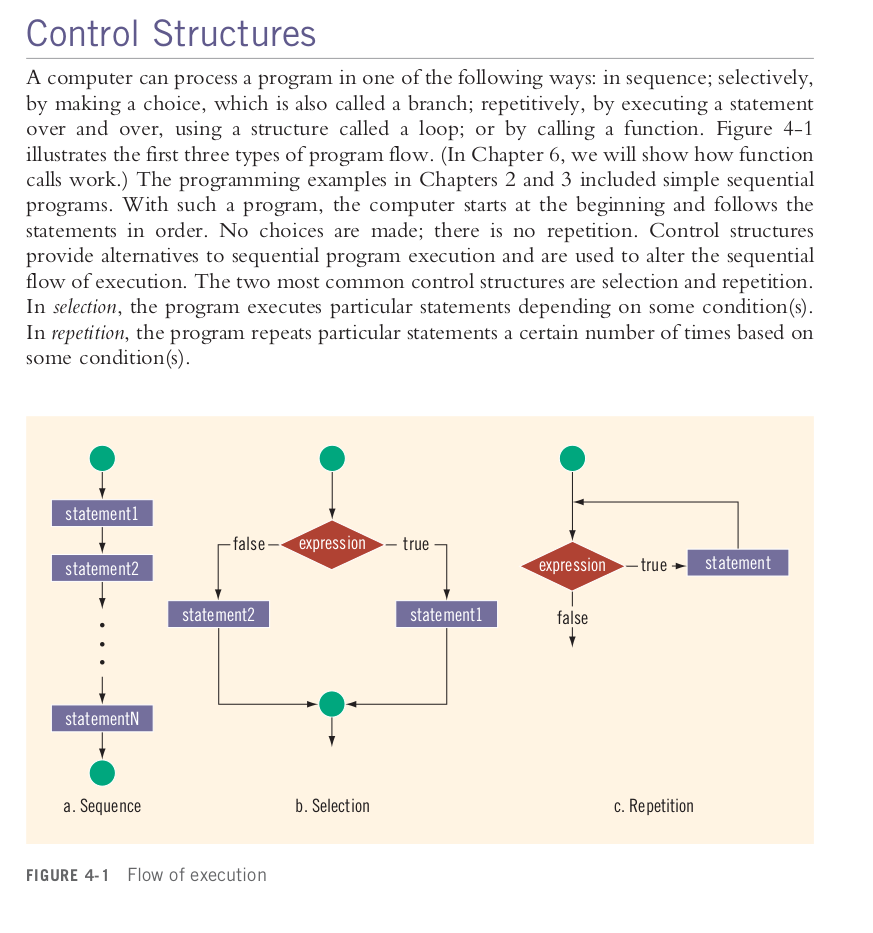 Control Structures
A computer can process a program in one of the following ways: in sequence; selectively,
by making a choice, which is also called a branch; repetitively, by executing a statement
over and over, using a structure called a loop; or by calling a function. Figure 4-1
illustrates the first three types of program flow. (In Chapter 6, we will show how function
calls work.) The programming examples in Chapters 2 and 3 included simple sequential
programs. With such a program, the computer starts at the beginning and follows the
statements in order. No choices are made; there is no repetition. Control structures
provide alternatives to sequential program execution and are used to alter the sequential
flow of execution. The two most common control structures are selection and repetition.
In selection, the program executes particular statements depending on some condition(s).
In repetition, the program repeats particular statements a certain number of times based on
some condition(s).
statement1
statement2
statementN
a. Sequence
false
expression
true
statement2
statement1
b. Selection
expression
true
statement
false
c. Repetition
FIGURE 4-1 Flow of execution